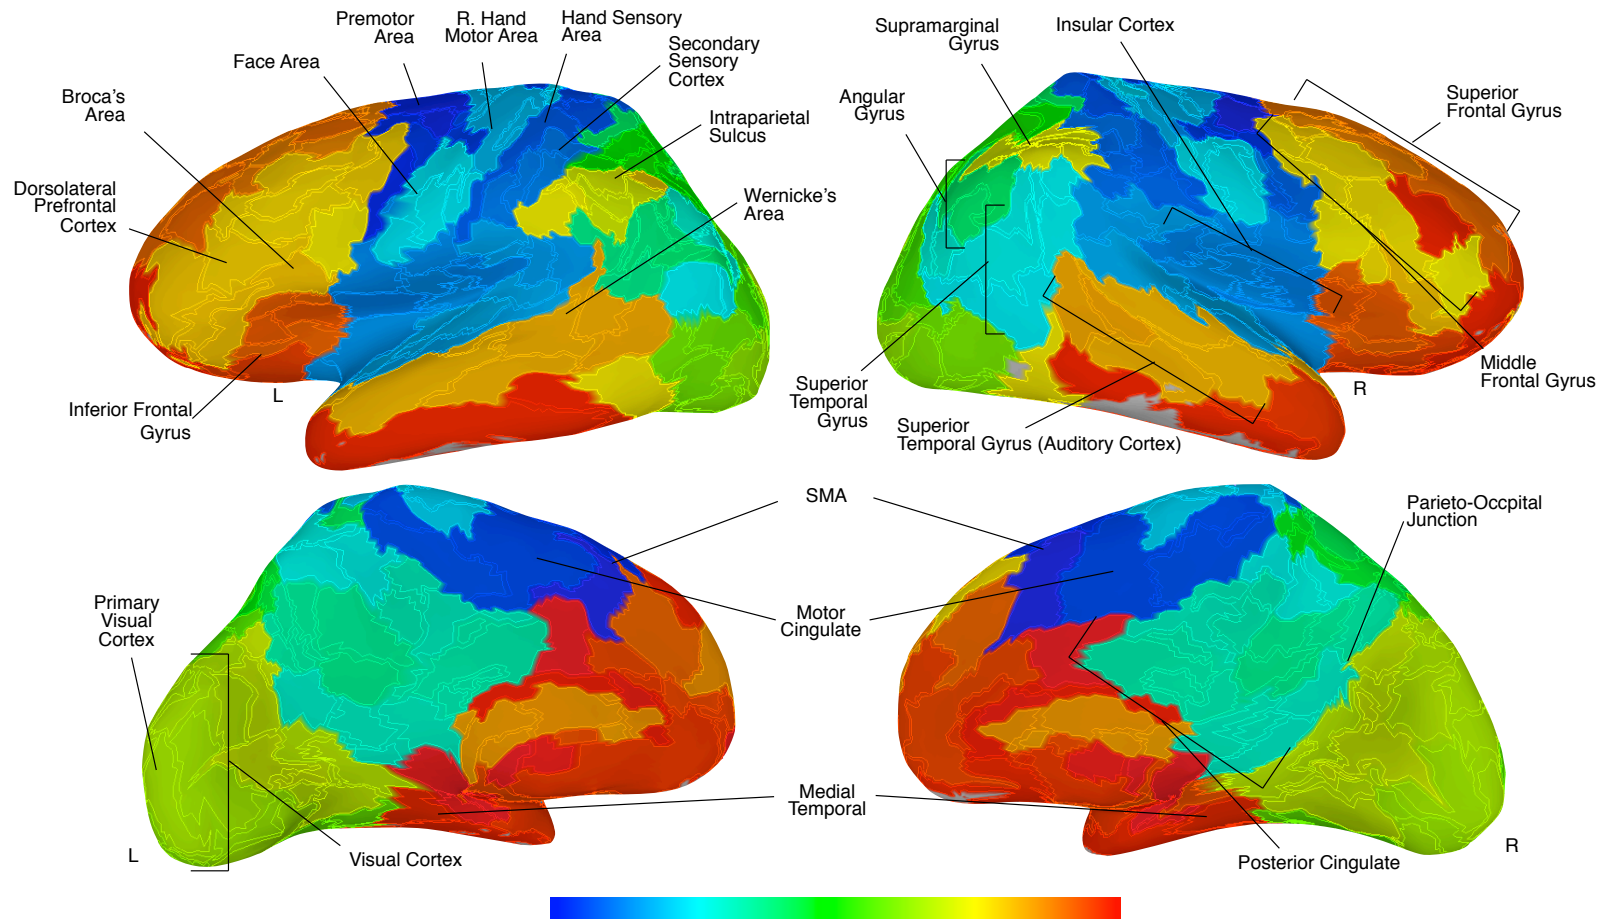 Premotor
Area
R. Hand
Motor Area
Hand Sensory
Area
Face Area
Secondary
Sensory
Cortex
Broca's
Area
Intraparietal
Sulcus
Dorsolateral
Prefrontal
Cortex
Wernicke's
Area
Inferior Frontal
Gyrus
L
Supramarginal
Gyrus
Insular Cortex
Angular
Gyrus
Superior
Frontal Gyrus
Superior
Temporal
Gyrus
Superior
Temporal Gyrus (Auditory Cortex)
R
Middle
Frontal Gyrus
SMA
Parieto-Occpital
Junction
Primary
Visual
Cortex
Motor
Cingulate
Medial
Temporal
L
Visual Cortex
Posterior Cingulate
R